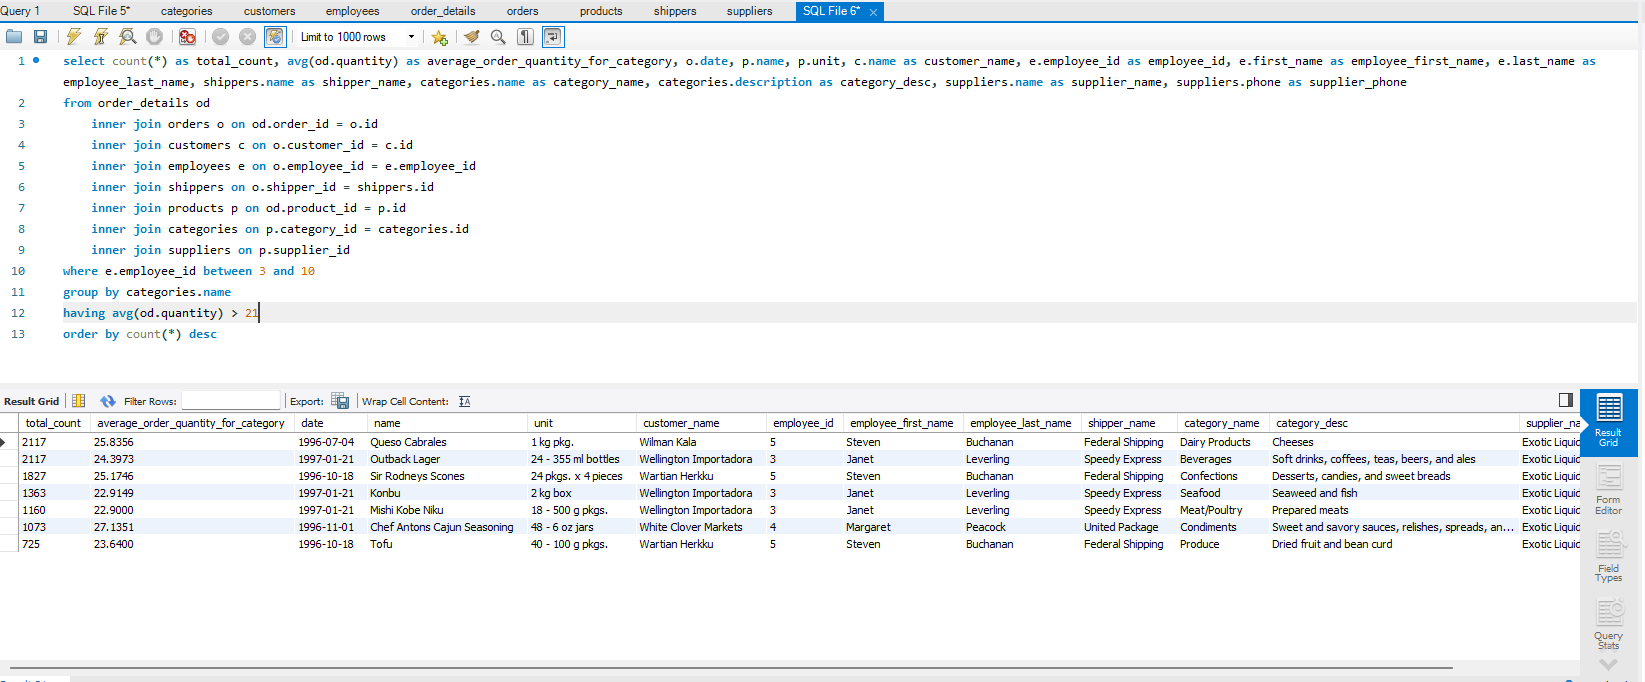 Query 1 SQL File 5* categories customers employees order_details orders products shippers suppliers SQL File 6*
Limit to 1000 rows
1 select count(*) as total_count, avg(od.quantity) as average_order_quantity_for_category, o.date, p.name, p.unit, c.name as customer_name, e.employee_id as employee_id, e.first_name as employee_first_name, e.last_name as
employee_last_name, shippers.name as shipper_name, categories.name as category_name, categories.description as category_desc, suppliers.name as supplier_name, suppliers.phone as supplier_phone
2 from order_details od
3 inner join orders o on od.order_id = o.id
4 inner join customers c on o.customer_id = c.id
5 inner join employees e on o.employee_id = e.employee_id
6 inner join shippers on o.shipper_id = shippers.id
7 inner join products p on od.product_id = p.id
8 inner join categories on p.category_id = categories.id
9 inner join suppliers on p.supplier_id
10 where e.employee_id between 3 and 10
11 group by categories.name
12 having avg(od.quantity) > 21
13 order by count(*) desc
Result Grid Filter Rows: Export: Wrap Cell Content:
total_count average_order_quantity_for_category date name unit customer_name employee_id employee_first_name employee_last_name shipper_name category_name category_desc supplier_na
2117 25.8356 1996-07-04 Queso Cabrales 1 kg pkg. Wilman Kala 5 Steven Buchanan Federal Shipping Dairy Products Cheeses Exotic Liquid
2117 24.3973 1997-01-21 Outback Lager 24 - 355 ml bottles Wellington Importadora 3 Janet Leverling Speedy Express Beverages Soft drinks, coffees, teas, beers, and ales Exotic Liquid
1827 25.1746 1996-10-18 Sir Rodneys Scones 24 pkgs. x 4 pieces Wartian Herkku 5 Steven Buchanan Federal Shipping Confections Desserts, candies, and sweet breads Exotic Liquid
1363 22.9149 1997-01-21 Konbu 2 kg box Wellington Importadora 3 Janet Leverling Speedy Express Seafood Seaweed and fish Exotic Liquid
1160 22.9000 1997-01-21 Mishi Kobe Niku 18 - 500 g pkgs. Wellington Importadora 3 Janet Leverling Speedy Express Meat/Poultry Prepared meats Exotic Liquid
1073 27.1351 1996-11-01 Chef Antons Cajun Seasoning 48 - 6 oz jars White Clover Markets 4 Margaret Peacock United Package Condiments Sweet and savory sauces, relishes, spreads, an... Exotic Liquid
725 23.6400 1996-10-18 Tofu 40 - 100 g pkgs. Wartian Herkku 5 Steven Buchanan Federal Shipping Produce Dried fruit and bean curd Exotic Liquid
Result
Grid
Form
Editor
Field
Types
Query
Stats